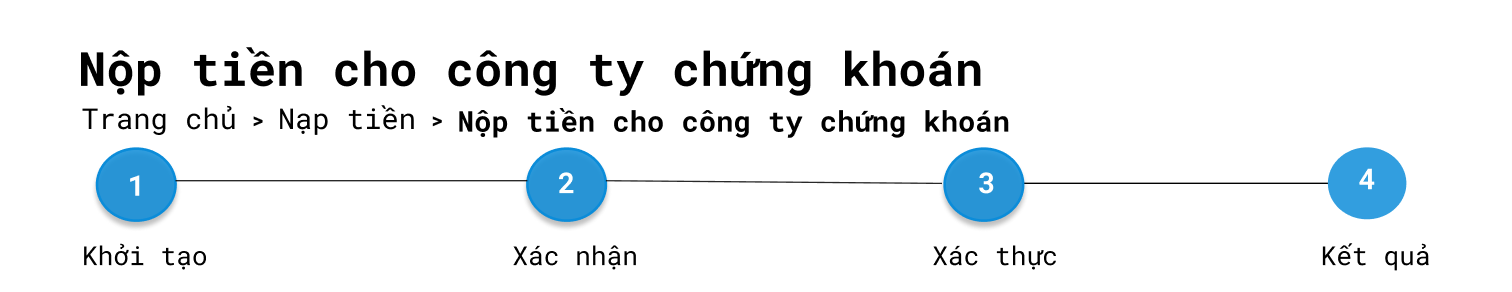 Nộp tiền cho công ty chứng khoán
Trang chủ > Nạp tiền > Nộp tiền cho công ty chứng khoán
1 2 3 4
Khởi tạo Xác nhận Xác thực Kết quả